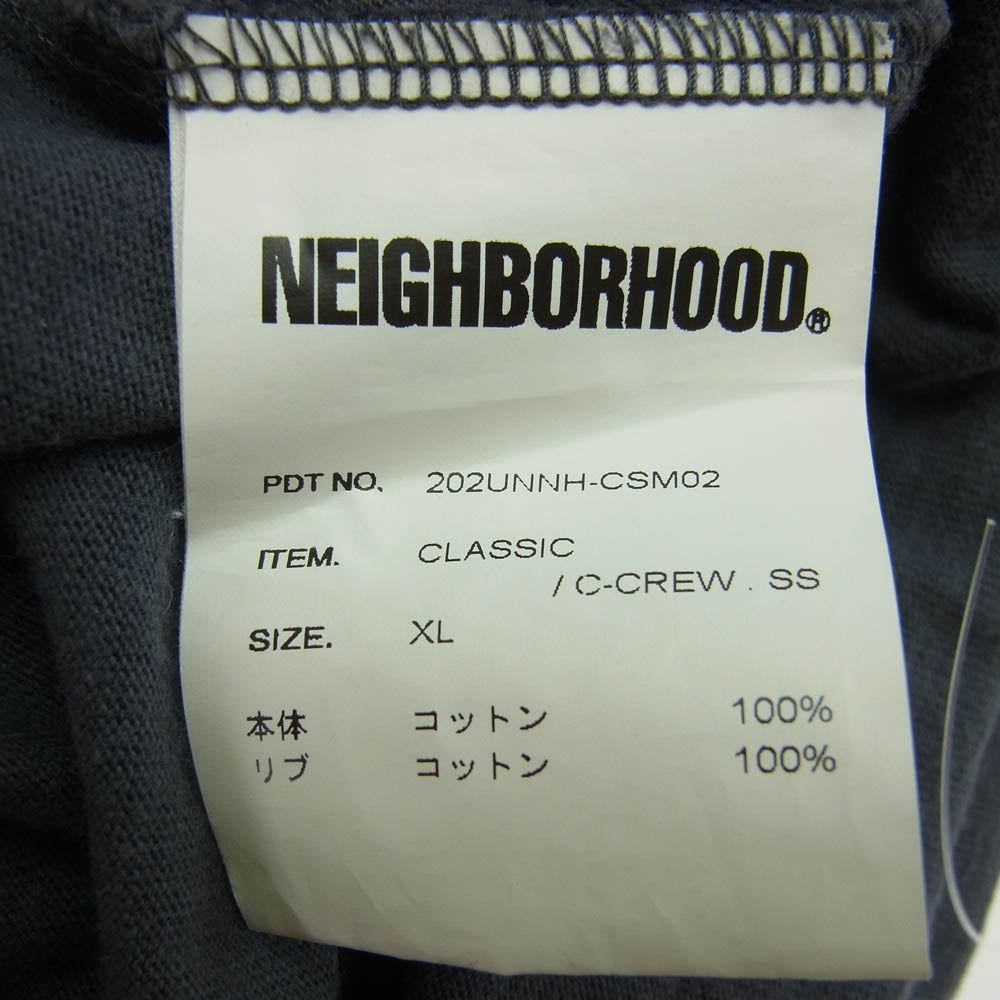 NEIGHBORHOOD®
PDT NO. 202UNNH-CSM02
ITEM. CLASSIC
/ C-CREW . SS
SIZE. XL
本体 コットン 100%
リブ コットン 100%